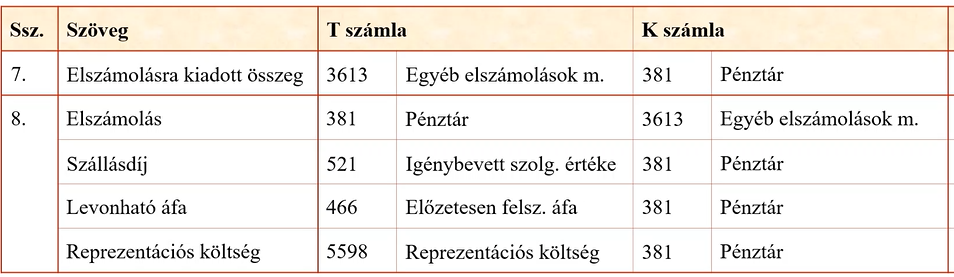 Ssz. Szöveg T számla K számla
7. Elszámolásra kiadott összeg 3613 Egyéb elszámolások m. 381 Pénztár
8. Elszámolás 381 Pénztár 3613 Egyéb elszámolások m.
Szállásdíj 521 Igénybevett szolg. értéke 381 Pénztár
Levonható áfa 466 Előzetesen felsz. áfa 381 Pénztár
Reprezentációs költség 5598 Reprezentációs költség 381 Pénztár